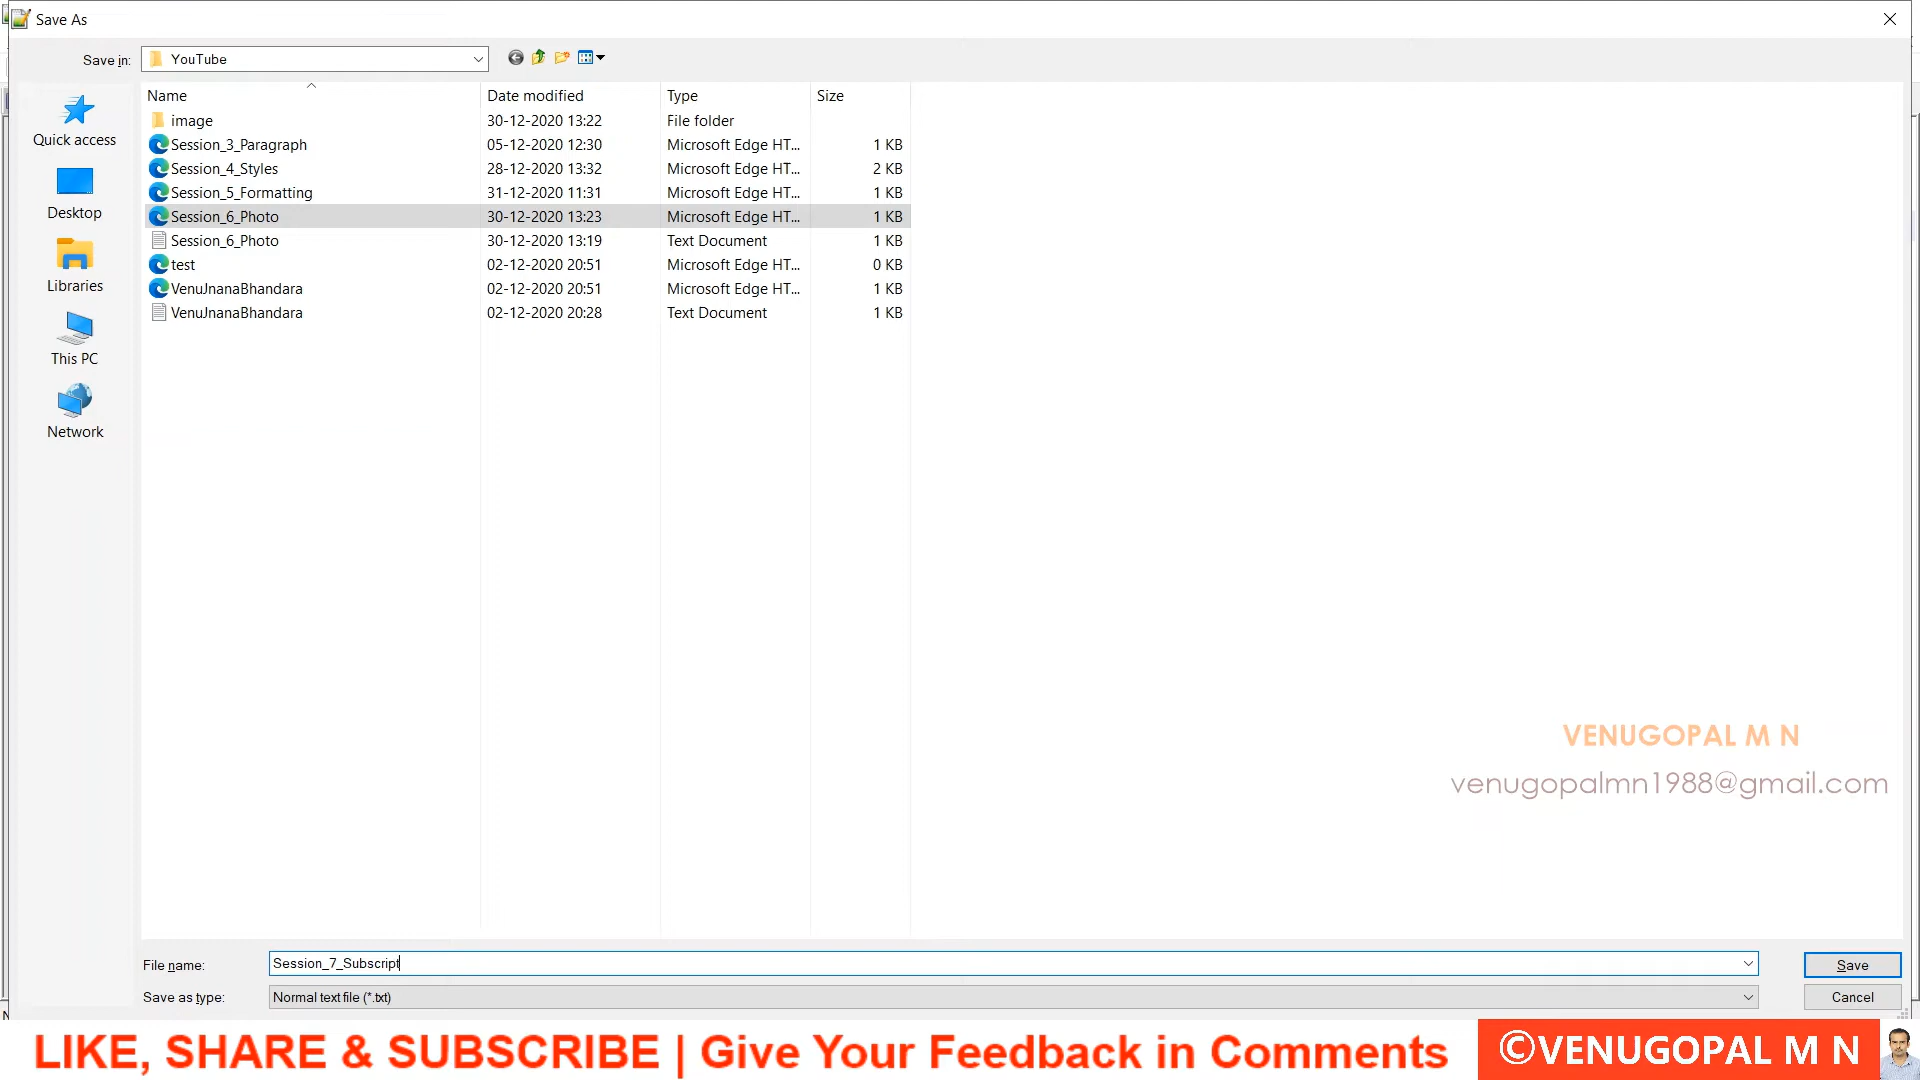 Save As
Save in: YouTube
Name Date modified Type Size
image 30-12-2020 13:22 File folder
Session_3_Paragraph 05-12-2020 12:30 Microsoft Edge HT... 1 KB
Session_4_Styles 28-12-2020 13:32 Microsoft Edge HT... 2 KB
Session_5_Formatting 31-12-2020 11:31 Microsoft Edge HT... 1 KB
Session_6_Photo 30-12-2020 13:23 Microsoft Edge HT... 1 KB
Session_6_Photo 30-12-2020 13:19 Text Document 1 KB
test 02-12-2020 20:51 Microsoft Edge HT... 0 KB
VenuJnanaBhandara 02-12-2020 20:51 Microsoft Edge HT... 1 KB
VenuJnanaBhandara 02-12-2020 20:28 Text Document 1 KB
Quick access
Desktop
Libraries
This PC
Network
VENUGOPAL M N
venugopalmn1988@gmail.com
File name: Session_7_Subscript Save
Save as type: Normal text file (*.txt) Cancel
LIKE, SHARE & SUBSCRIBE | Give Your Feedback in Comments
©VENUGOPAL M N